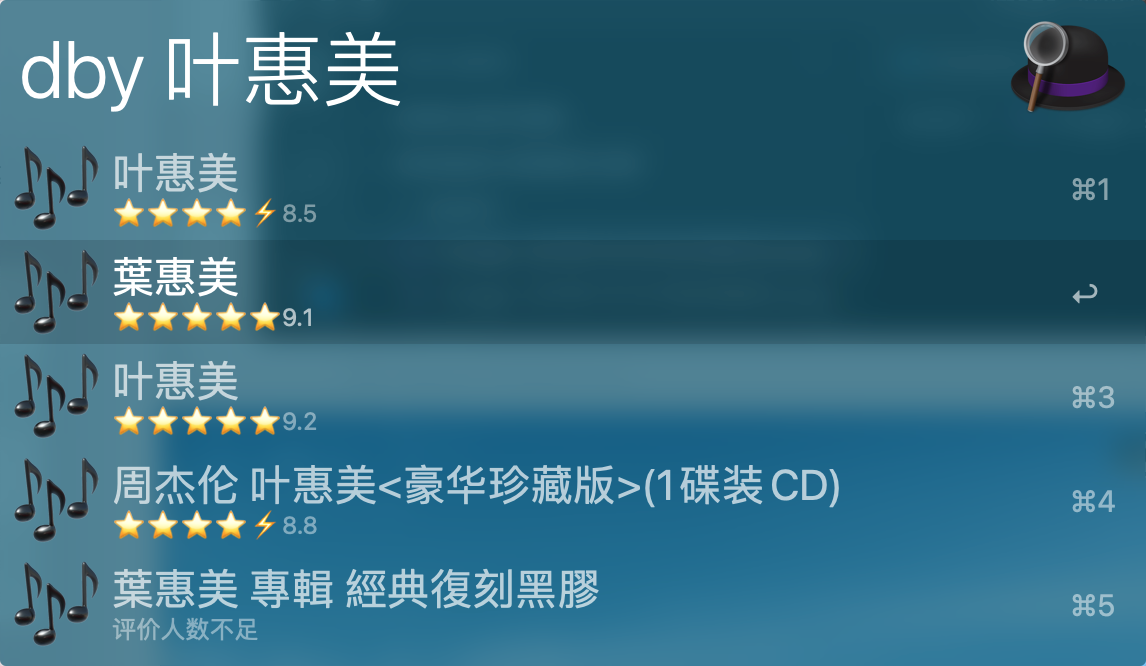 dby 叶惠美
叶惠美
⭐⭐⭐⭐⚡8.5
⌘1
葉惠美
⭐⭐⭐⭐⭐9.1
↩
叶惠美
⭐⭐⭐⭐⭐9.2
⌘3
周杰伦 叶惠美<豪华珍藏版>(1碟装CD)
⭐⭐⭐⭐⚡8.8
⌘4
葉惠美 專輯 經典復刻黑膠
评价人数不足
⌘5